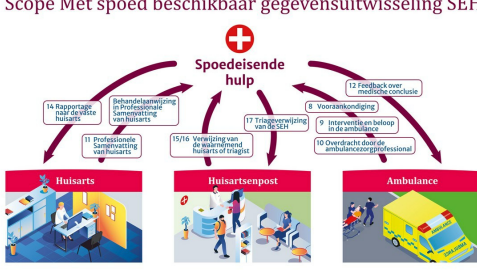 Scope Met spoed beschikbaar gegevensuitwisseling SEH
Spoedeisende
hulp
14 Rapportage
naar de vaste
huisarts
Behandelaanwijzing
in Professionele
Samenvatting
van huisarts
11 Professionele
Samenvatting
van huisarts
15/16 Verwijzing van
de waarnemend
huisarts of triagist
17 Triageverwijzing
van de SEH
12 Feedback over
medische conclusie
8 Vooraankondiging
9 Interventie en beloop
in de ambulance
10 Overdracht door de
ambulancezorgprofessional
Huisarts
Huisartsenpost
Ambulance
AMBULANCE